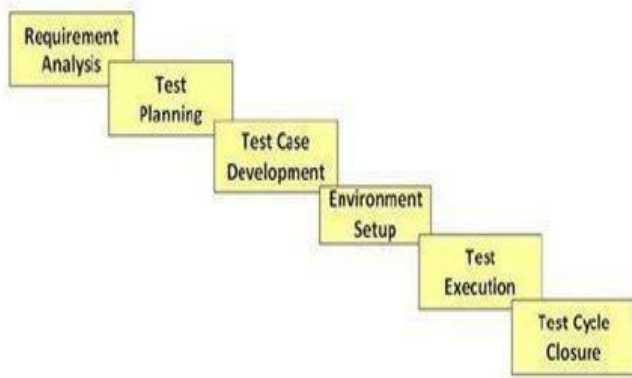 Requirement
Analysis
Test
Planning
Test Case
Development
Environment
Setup
Test
Execution
Test Cycle
Closure